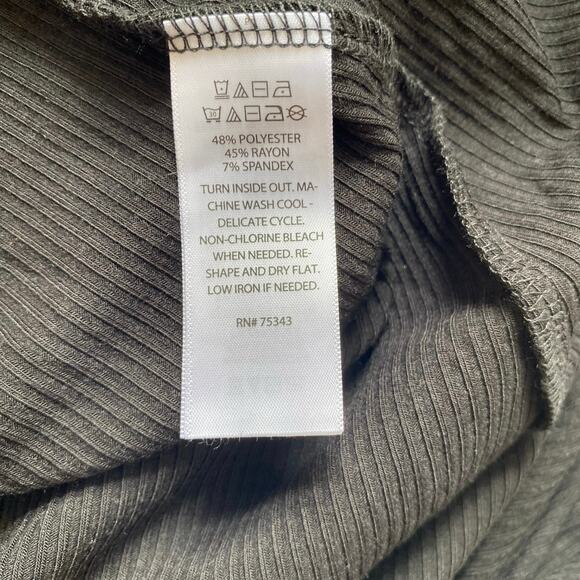 30
48% POLYESTER
45% RAYON
7% SPANDEX
TURN INSIDE OUT. MA-
CHINE WASH COOL -
DELICATE CYCLE.
NON-CHLORINE BLEACH
WHEN NEEDED. RE-
SHAPE AND DRY FLAT.
LOW IRON IF NEEDED.
RN# 75343